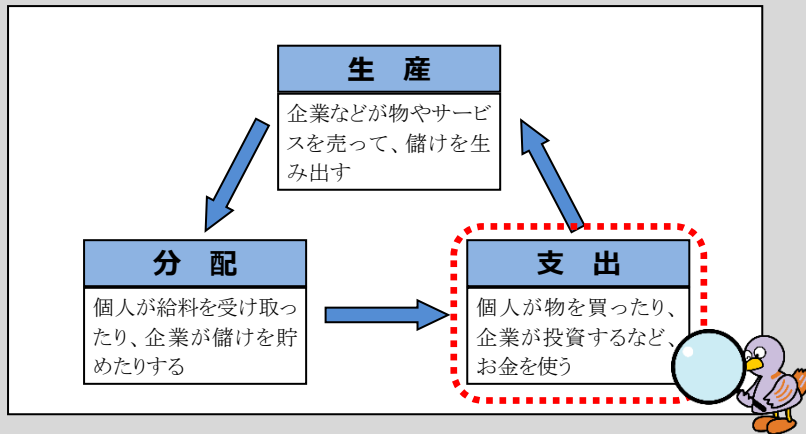 生 産
企業などが物やサービ
スを売って、儲けを生
み出す
分 配
個人が給料を受け取っ
たり、企業が儲けを貯
めたりする
支 出
個人が物を買ったり、
企業が投資するなど、
お金を使う